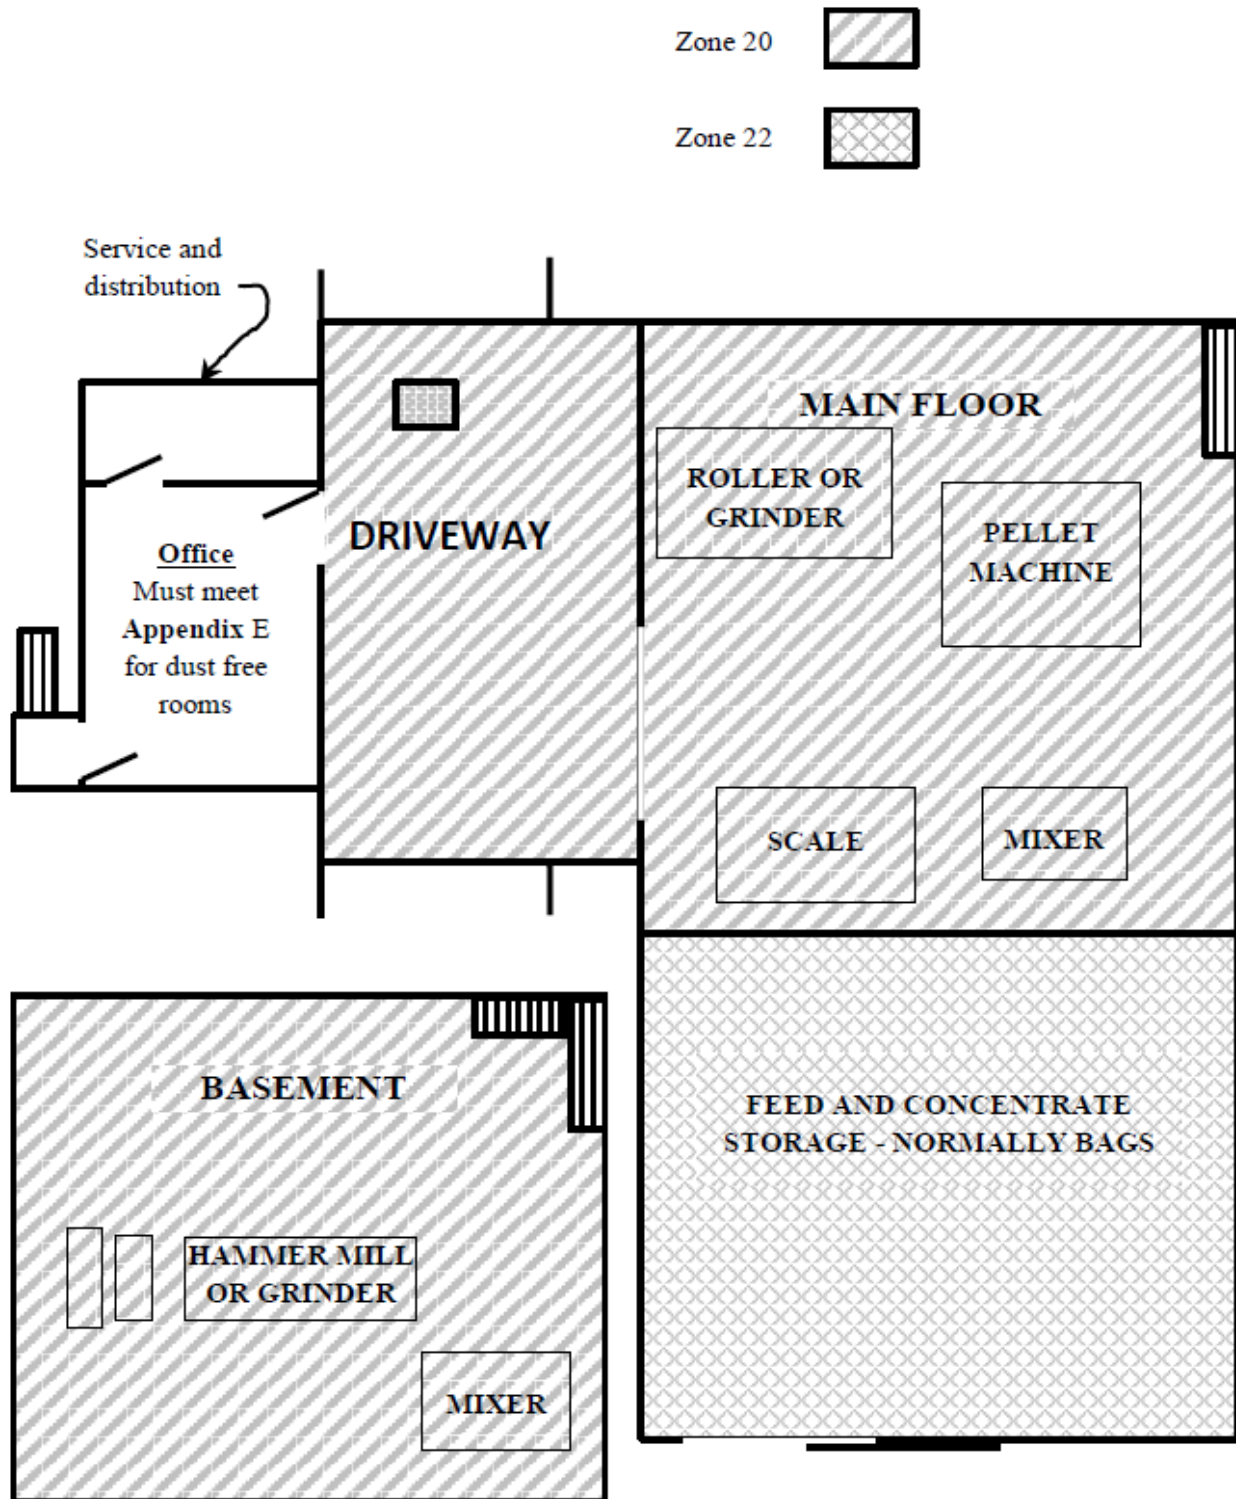 Zone 20
Zone 22
Service and
distribution
MAIN FLOOR
ROLLER OR
GRINDER
PELLET
MACHINE
DRIVEWAY
Office
Must meet
Appendix E
for dust free
rooms
SCALE
MIXER
BASEMENT
FEED AND CONCENTRATE
STORAGE - NORMALLY BAGS
HAMMER MILL
OR GRINDER
MIXER